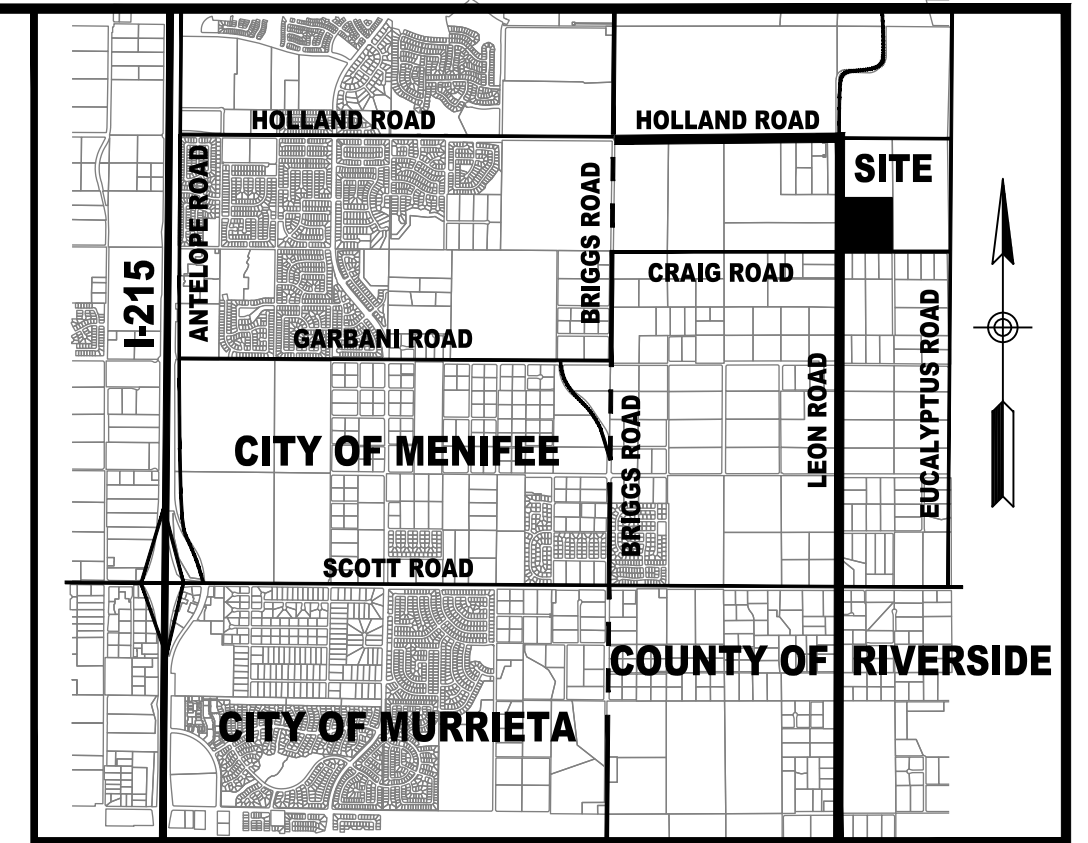 HOLLAND ROAD
HOLLAND ROAD
SITE
ANTELOPE ROAD
BRIGGS ROAD
I-215
CRAIG ROAD
GARBANI ROAD
LEON ROAD
EUCALYPTUS ROAD
CITY OF MENIFEE
BRIGGS ROAD
SCOTT ROAD
COUNTY OF RIVERSIDE
CITY OF MURRIETA